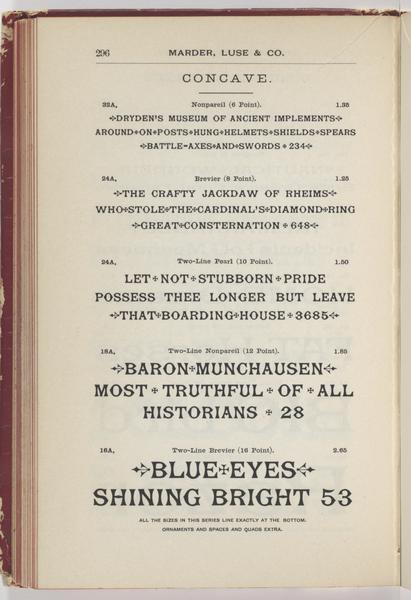 296
MARDER, LUSE & CO.
CONCAVE.
32A, Nonpareil (6 Point). 1.35
DRYDEN'S MUSEUM OF ANCIENT IMPLEMENTS
AROUND ON POSTS HUNG HELMETS SHIELDS SPEARS
BATTLE-AXES AND SWORDS 234
24A, Brevier (8 Point). 1.25
THE CRAFTY JACKDAW OF RHEIMS
WHO STOLE THE CARDINAL'S DIAMOND RING
GREAT CONSTERNATION 648
24A, Two-Line Pearl (10 Point). 1.50
LET NOT STUBBORN PRIDE
POSSESS THEE LONGER BUT LEAVE
THAT BOARDING HOUSE 3685
18A, Two-Line Nonpareil (12 Point). 1.85
BARON MUNCHAUSEN
MOST TRUTHFUL OF ALL
HISTORIANS 28
16A, Two-Line Brevier (16 Point). 2.65
BLUE EYES
SHINING BRIGHT 53
ALL THE SIZES IN THIS SERIES LINE EXACTLY AT THE BOTTOM.
ORNAMENTS AND SPACES AND QUADS EXTRA.